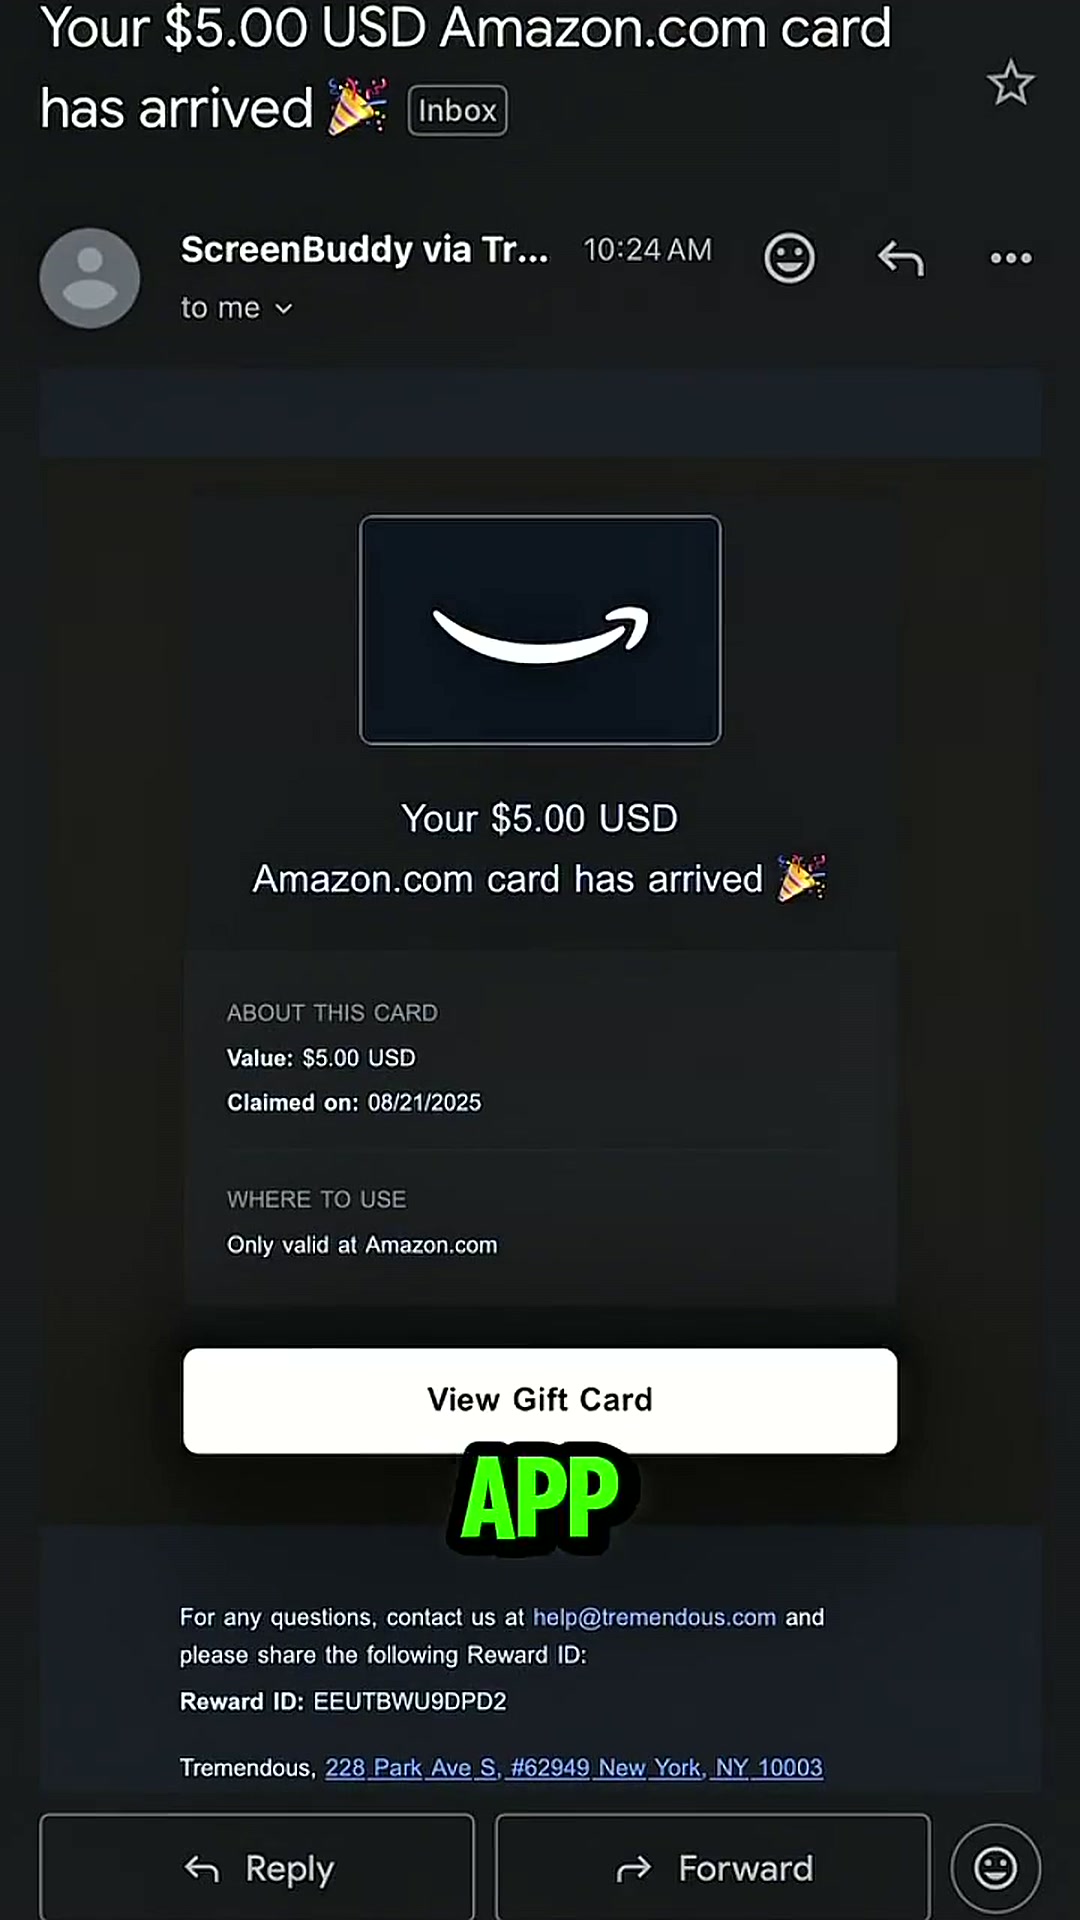 Your $5.00 USD Amazon.com card
has arrived 🎉 Inbox
ScreenBuddy via Tr... 10:24 AM
to me
Your $5.00 USD
Amazon.com card has arrived 🎉
ABOUT THIS CARD
Value: $5.00 USD
Claimed on: 08/21/2025
WHERE TO USE
Only valid at Amazon.com
View Gift Card
APP
For any questions, contact us at help@tremendous.com and
please share the following Reward ID:
Reward ID: EEUTBWU9DPD2
Tremendous, 228 Park Ave S, #62949 New York, NY 10003
Reply Forward